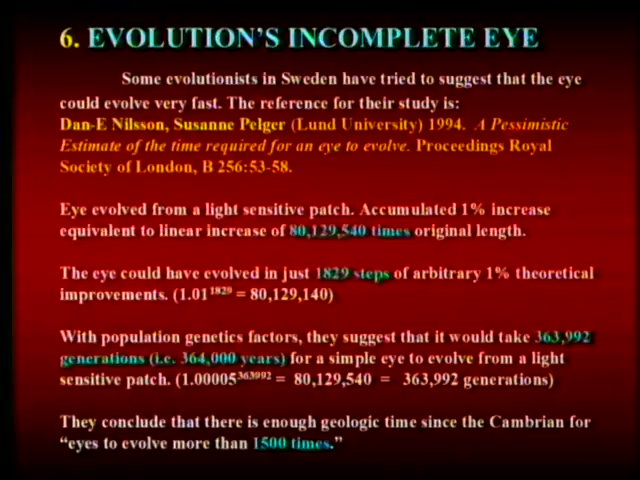 6. EVOLUTION'S INCOMPLETE EYE
Some evolutionists in Sweden have tried to suggest that the eye
could evolve very fast. The reference for their study is:
Dan-E Nilsson, Susanne Pelger (Lund University) 1994. A Pessimistic
Estimate of the time required for an eye to evolve. Proceedings Royal
Society of London, B 256:53-58.
Eye evolved from a light sensitive patch. Accumulated 1% increase
equivalent to linear increase of 80,129,540 times original length.
The eye could have evolved in just 1829 steps of arbitrary 1% theoretical
improvements. (1.01¹⁸²⁹ = 80,129,140)
With population genetics factors, they suggest that it would take 363,992
generations (i.e. 364,000 years) for a simple eye to evolve from a light
sensitive patch. (1.00005³⁶³⁹⁹² = 80,129,540 = 363,992 generations)
They conclude that there is enough geologic time since the Cambrian for
“eyes to evolve more than 1500 times.”